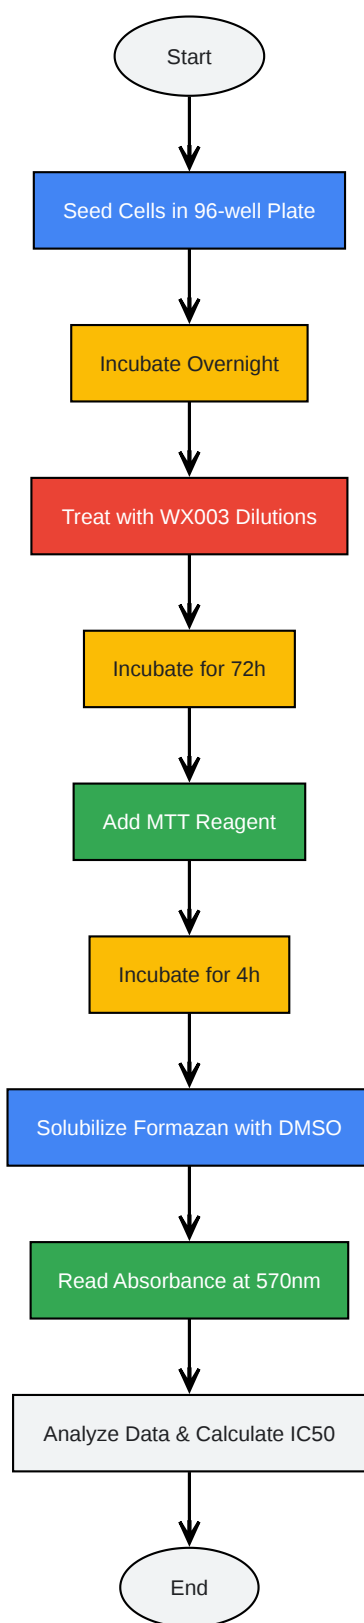 Start
Seed Cells in 96-well Plate
Incubate Overnight
Treat with WX003 Dilutions
Incubate for 72h
Add MTT Reagent
Incubate for 4h
Solubilize Formazan with DMSO
Read Absorbance at 570nm
Analyze Data & Calculate IC50
End